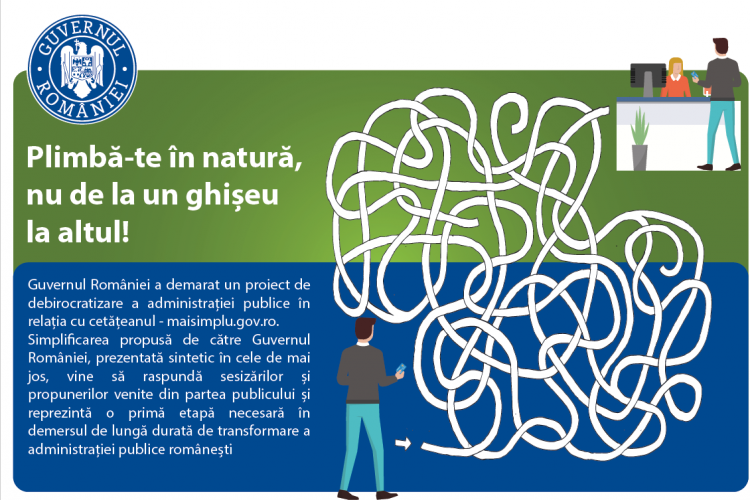 GUVERNUL
ROMÂNIEI
Plimbă-te în natură,
nu de la un ghișeu
la altul!
Guvernul României a demarat un proiect de
debirocratizare a administrației publice în
relația cu cetățeanul - maisimplu.gov.ro.
Simplificarea propusă de către Guvernul
României, prezentată sintetic în cele de mai
jos, vine să raspundă sesizărilor și
propunerilor venite din partea publicului și
reprezintă o primă etapă necesară în
demersul de lungă durată de transformare a
administrației publice românești